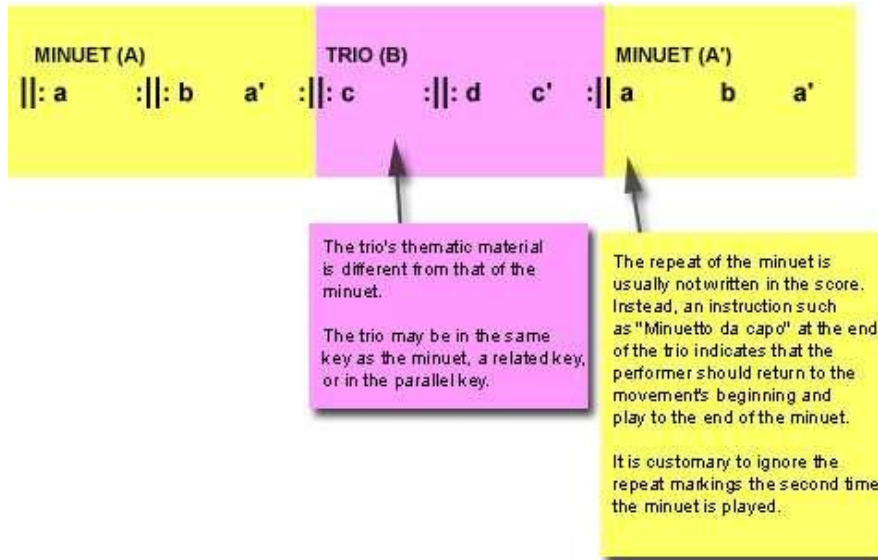 MINUET (A) TRIO (B) MINUET (A')
||: a :||: b a' :||: c :||: d c' :|| a b a'
The trio's thematic material
is different from that of the
minuet.
The trio may be in the same
key as the minuet, a related key,
or in the parallel key.
The repeat of the minuet is
usually not written in the score.
Instead, an instruction such
as "Minuetto da capo" at the end
of the trio indicates that the
performer should return to the
movement's beginning and
play to the end of the minuet.
It is customary to ignore the
repeat markings the second time
the minuet is played.